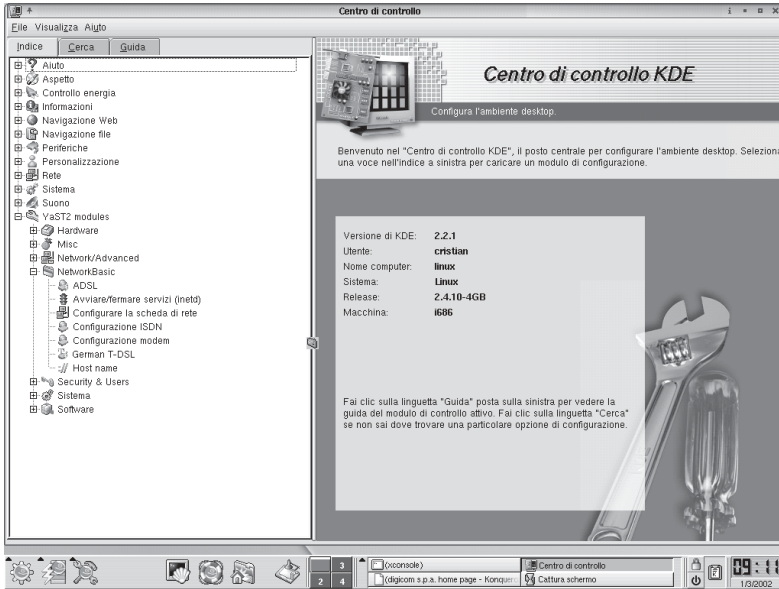 Centro di controllo
File Visualizza Aiuto
Indice Cerca Guida
Aiuto
Aspetto
Controllo energia
Informazioni
Navigazione Web
Navigazione file
Periferiche
Personalizzazione
Rete
Sistema
Suono
YaST2 modules
Hardware
Misc
Network/Advanced
NetworkBasic
ADSL
Avviare/fermare servizi (inetd)
Configurare la scheda di rete
Configurazione ISDN
Configurazione modem
German T-DSL
Host name
Security & Users
Sistema
Software
Centro di controllo KDE
Configura l'ambiente desktop.
Benvenuto nel "Centro di controllo KDE", il posto centrale per configurare l'ambiente desktop. Seleziona
una voce nell'indice a sinistra per caricare un modulo di configurazione.
Versione di KDE: 2.2.1
Utente: cristian
Nome computer: linux
Sistema: Linux
Release: 2.4.10-4GB
Macchina: i686
Fai clic sulla linguetta "Guida" posta sulla sinistra per vedere la
guida del modulo di controllo attivo. Fai clic sulla linguetta "Cerca"
se non sai dove trovare una particolare opzione di configurazione.
3
2 4
(xconsole)
Centro di controllo
(digicom s.p.a. home page - Konquer
Cattura schermo
09:11
1/3/2002